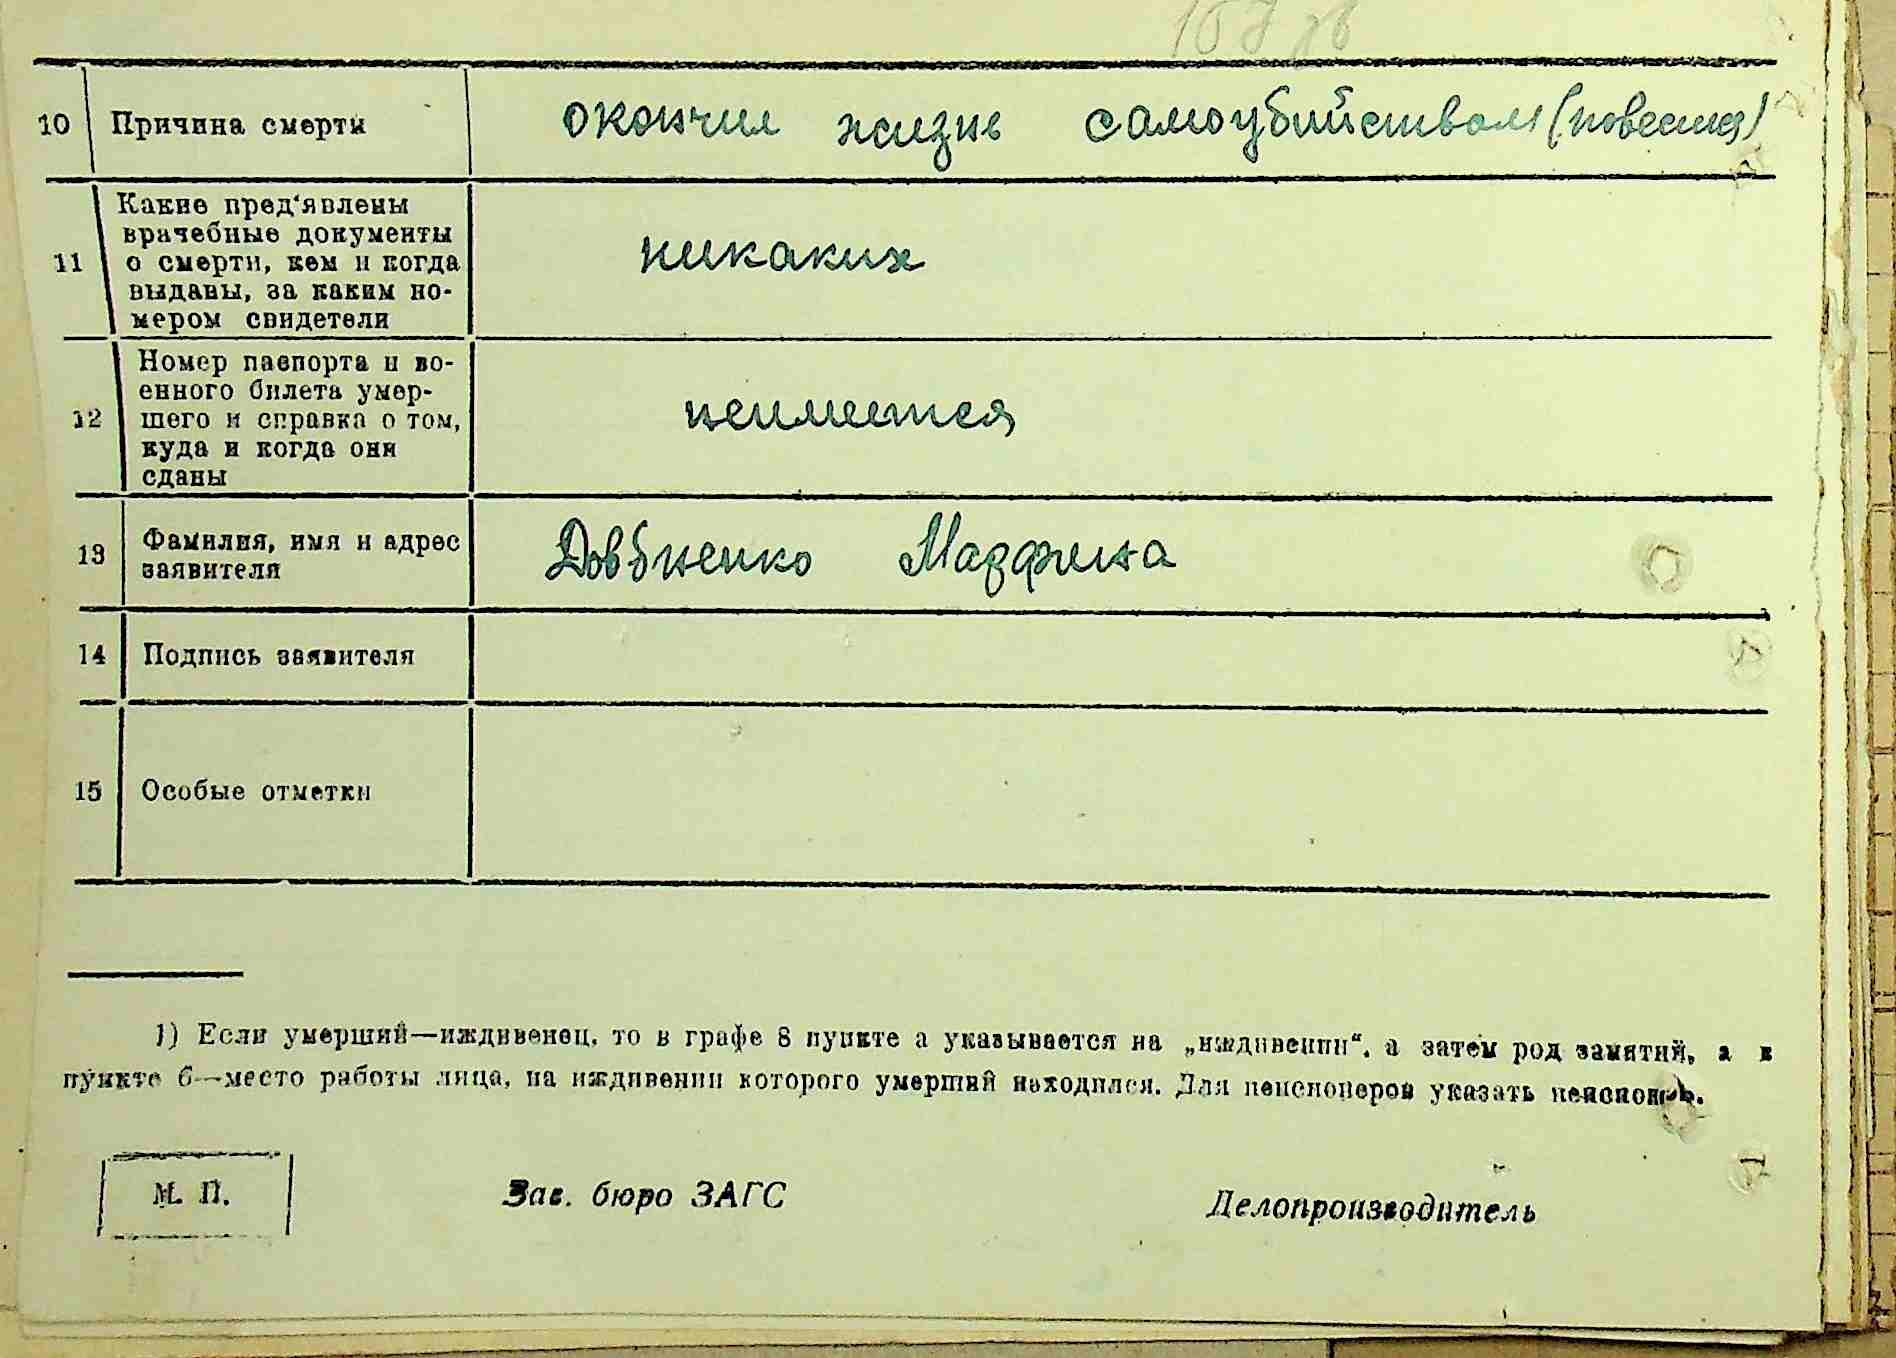 10 Причина смерти окончил жизнь самоубийством (повесился)
Какие пред'явлены
врачебные документы
11 о смерти, кем и когда никаких
выданы, за каким но-
мером свидетели
Номер паспорта и во-
енного билета умер-
12 шего и справка о том, неимеется
куда и когда они
сданы
13 Фамилия, имя и адрес Довбненко
заявителя
14 Подпись заявителя
15 Особые отметки
1) Если умерший—иждивенец, то в графе 8 пункте а указывается на „иждивении“, а затем род занятий, а в
пункте б—место работы лица, на иждивении которого умерший находился. Для пенсионеров указать пенсионер.
М. П. Зав. бюро ЗАГС Делопроизводитель